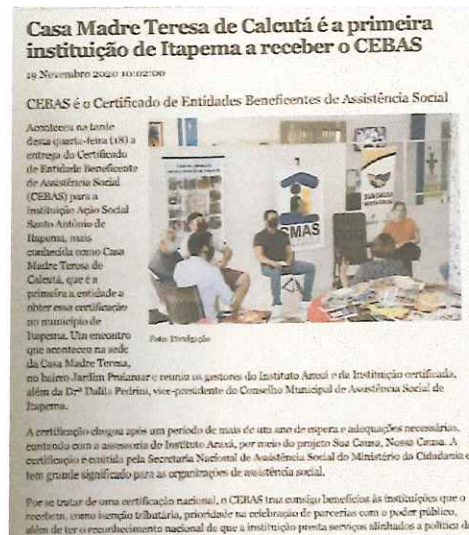 Casa Madre Teresa de Calcutá é a primeira
instituição de Itapema a receber o CEBAS
19 Novembro 2020 10:02:00
CEBAS é o Certificado de Entidades Beneficentes de Assistência Social
Aconteceu na tarde
desta quarta-feira (18) a
entrega do Certificado
de Entidade Beneficente
de Assistência Social
(CEBAS) para a
instituição Ação Social
Santo Antônio de
Itapema, mais
conhecida como Casa
Madre Teresa de
Calcutá, que é a
primeira a entidade a
obter essa certificação
no município de
Itapema. Um encontro
que aconteceu na sede
da Casa Madre Teresa,
SMAS
Foto: Divulgação
no bairro Jardim Praiamar e reuniu os gestores do Instituto Araxá e da Instituição certificada,
além da Drª Dalila Pedrini, vice-presidente do Conselho Municipal de Assistência Social de
Itapema.
A certificação chegou após um período de mais de um ano de espera e adequações necessárias,
contando com a assessoria do Instituto Araxá, por meio do projeto Sua Causa, Nossa Causa. A
certificação é emitida pela Secretaria Nacional de Assistência Social do Ministério da Cidadania e
tem grande significado para as organizações de assistência social.
Por se tratar de uma certificação nacional, o CEBAS traz consigo benefícios às instituições que o
recebem, como isenção tributária, prioridade na celebração de parcerias com o poder público,
além de ter o reconhecimento nacional de que a instituição presta serviços alinhados a política de